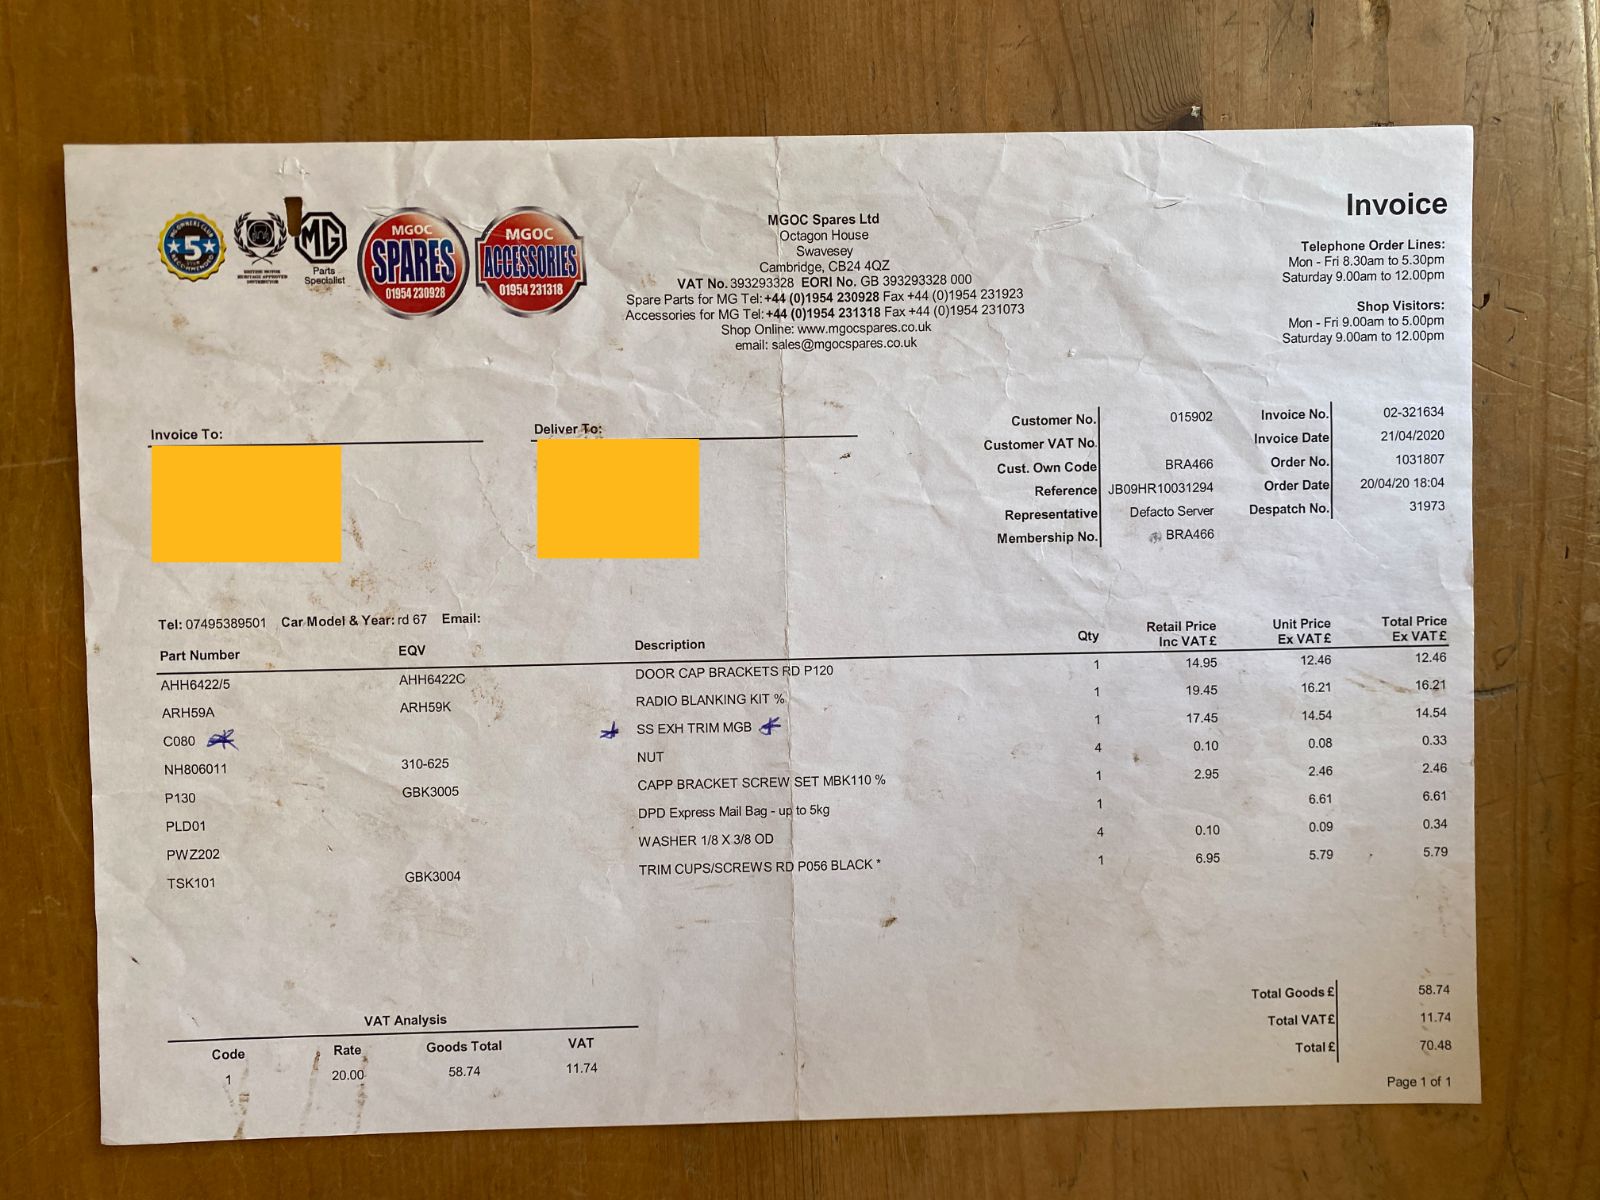 Invoice
MG OWNERS CLUB
5
RECOMMENDED
BRITISH MOTOR
HERITAGE APPROVED
DISTRIBUTOR
MG
Parts
Specialist
MGOC
SPARES
01954 230928
MGOC
ACCESSORIES
01954 231318
MGOC Spares Ltd
Octagon House
Swavesey
Cambridge, CB24 4QZ
VAT No. 393293328 EORI No. GB 393293328 000
Spare Parts for MG Tel:+44 (0)1954 230928 Fax +44 (0)1954 231923
Accessories for MG Tel:+44 (0)1954 231318 Fax +44 (0)1954 231073
Shop Online: www.mgocspares.co.uk
email: sales@mgocspares.co.uk
Telephone Order Lines:
Mon - Fri 8.30am to 5.30pm
Saturday 9.00am to 12.00pm
Shop Visitors:
Mon - Fri 9.00am to 5.00pm
Saturday 9.00am to 12.00pm
Invoice To:
Deliver To:
Customer No. 015902 Invoice No. 02-321634
Customer VAT No. Invoice Date 21/04/2020
Cust. Own Code BRA466 Order No. 1031807
Reference JB09HR10031294 Order Date 20/04/20 18:04
Representative Defacto Server Despatch No. 31973
Membership No. BRA466
Tel: 07495389501 Car Model & Year: rd 67 Email:
Part Number EQV Description Qty Retail Price Inc VAT £ Unit Price Ex VAT £ Total Price Ex VAT £
AHH6422/5 AHH6422C DOOR CAP BRACKETS RD P120 1 14.95 12.46 12.46
ARH59A ARH59K RADIO BLANKING KIT % 1 19.45 16.21 16.21
C080 SS EXH TRIM MGB 1 17.45 14.54 14.54
NH806011 310-625 NUT 4 0.10 0.08 0.33
P130 GBK3005 CAPP BRACKET SCREW SET MBK110 % 1 2.95 2.46 2.46
PLD01 DPD Express Mail Bag - up to 5kg 1 6.61 6.61
PWZ202 WASHER 1/8 X 3/8 OD 4 0.10 0.09 0.34
TSK101 GBK3004 TRIM CUPS/SCREWS RD P056 BLACK * 1 6.95 5.79 5.79
Total Goods £ 58.74
Total VAT £ 11.74
Total £ 70.48
VAT Analysis
Code Rate Goods Total VAT
1 20.00 58.74 11.74
Page 1 of 1